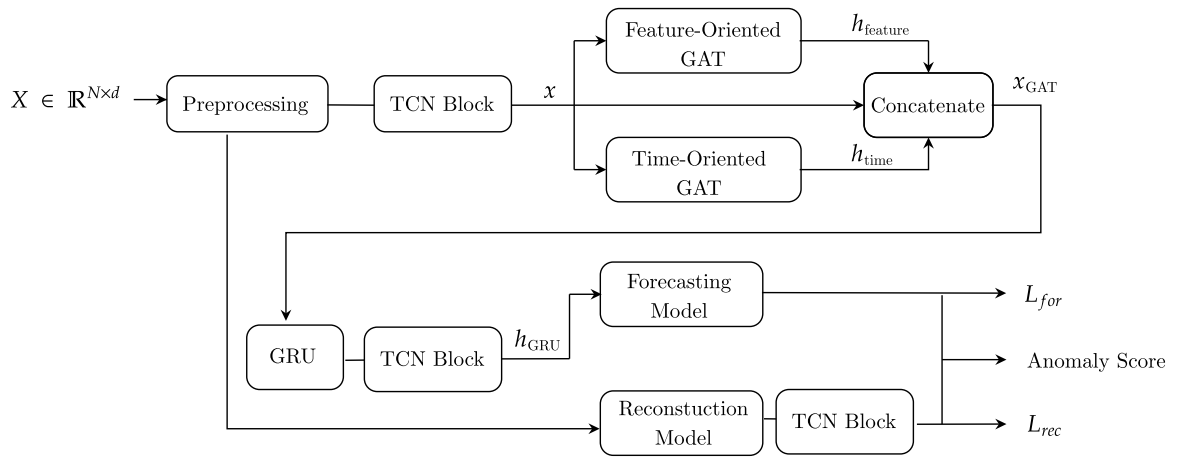 Feature-Oriented
GAT
h_feature
X ∈ ℝ^{N×d}
Preprocessing
TCN Block
x
Concatenate
x_GAT
Time-Oriented
GAT
h_time
Forecasting
Model
L_for
GRU
TCN Block
h_GRU
Anomaly Score
Reconstuction
Model
TCN Block
L_rec